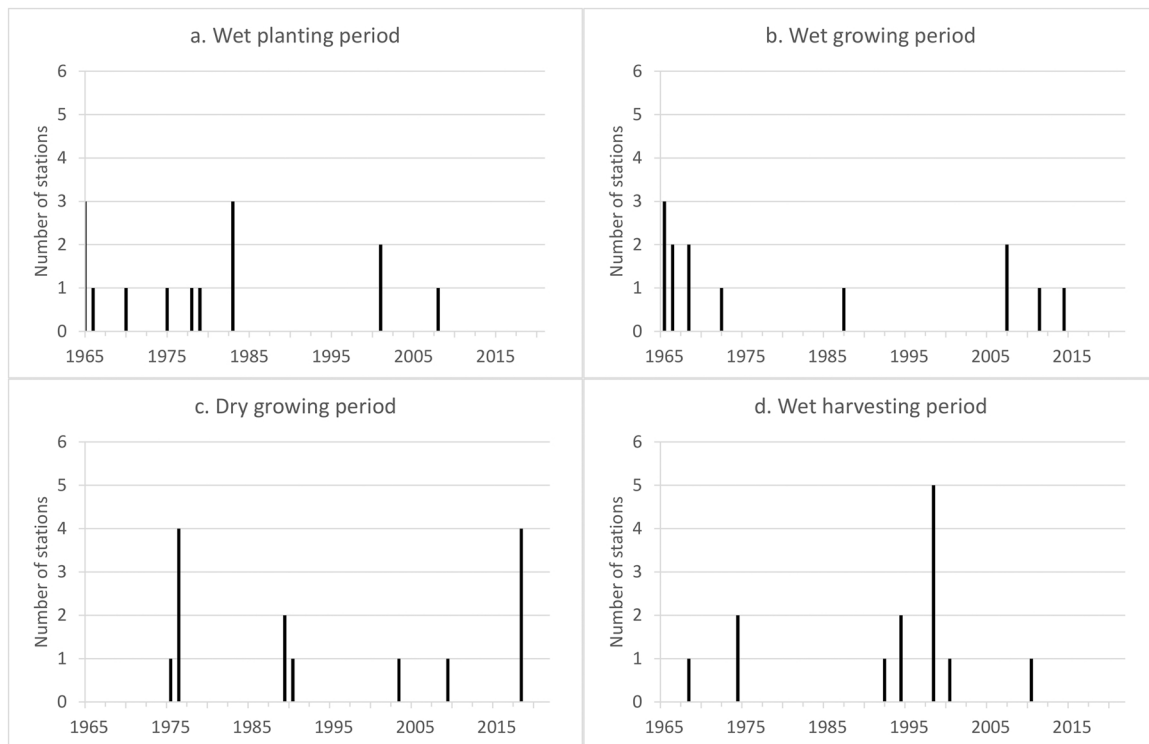 a. Wet planting period
Number of stations
6
5
4
3
2
1
0
1965 1975 1985 1995 2005 2015
b. Wet growing period
Number of stations
6
5
4
3
2
1
0
1965 1975 1985 1995 2005 2015
c. Dry growing period
Number of stations
6
5
4
3
2
1
0
1965 1975 1985 1995 2005 2015
d. Wet harvesting period
Number of stations
6
5
4
3
2
1
0
1965 1975 1985 1995 2005 2015